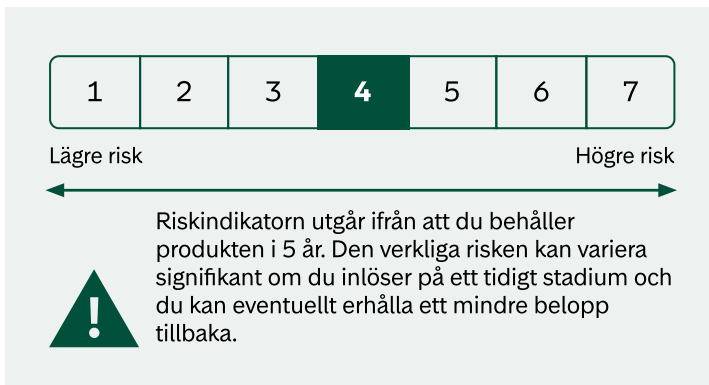 1 2 3 4 5 6 7
Lägre risk Högre risk
Riskindikatorn utgår ifrån att du behåller
produkten i 5 år. Den verkliga risken kan variera
signifikant om du inlöser på ett tidigt stadium och
du kan eventuellt erhålla ett mindre belopp
tillbaka.
!